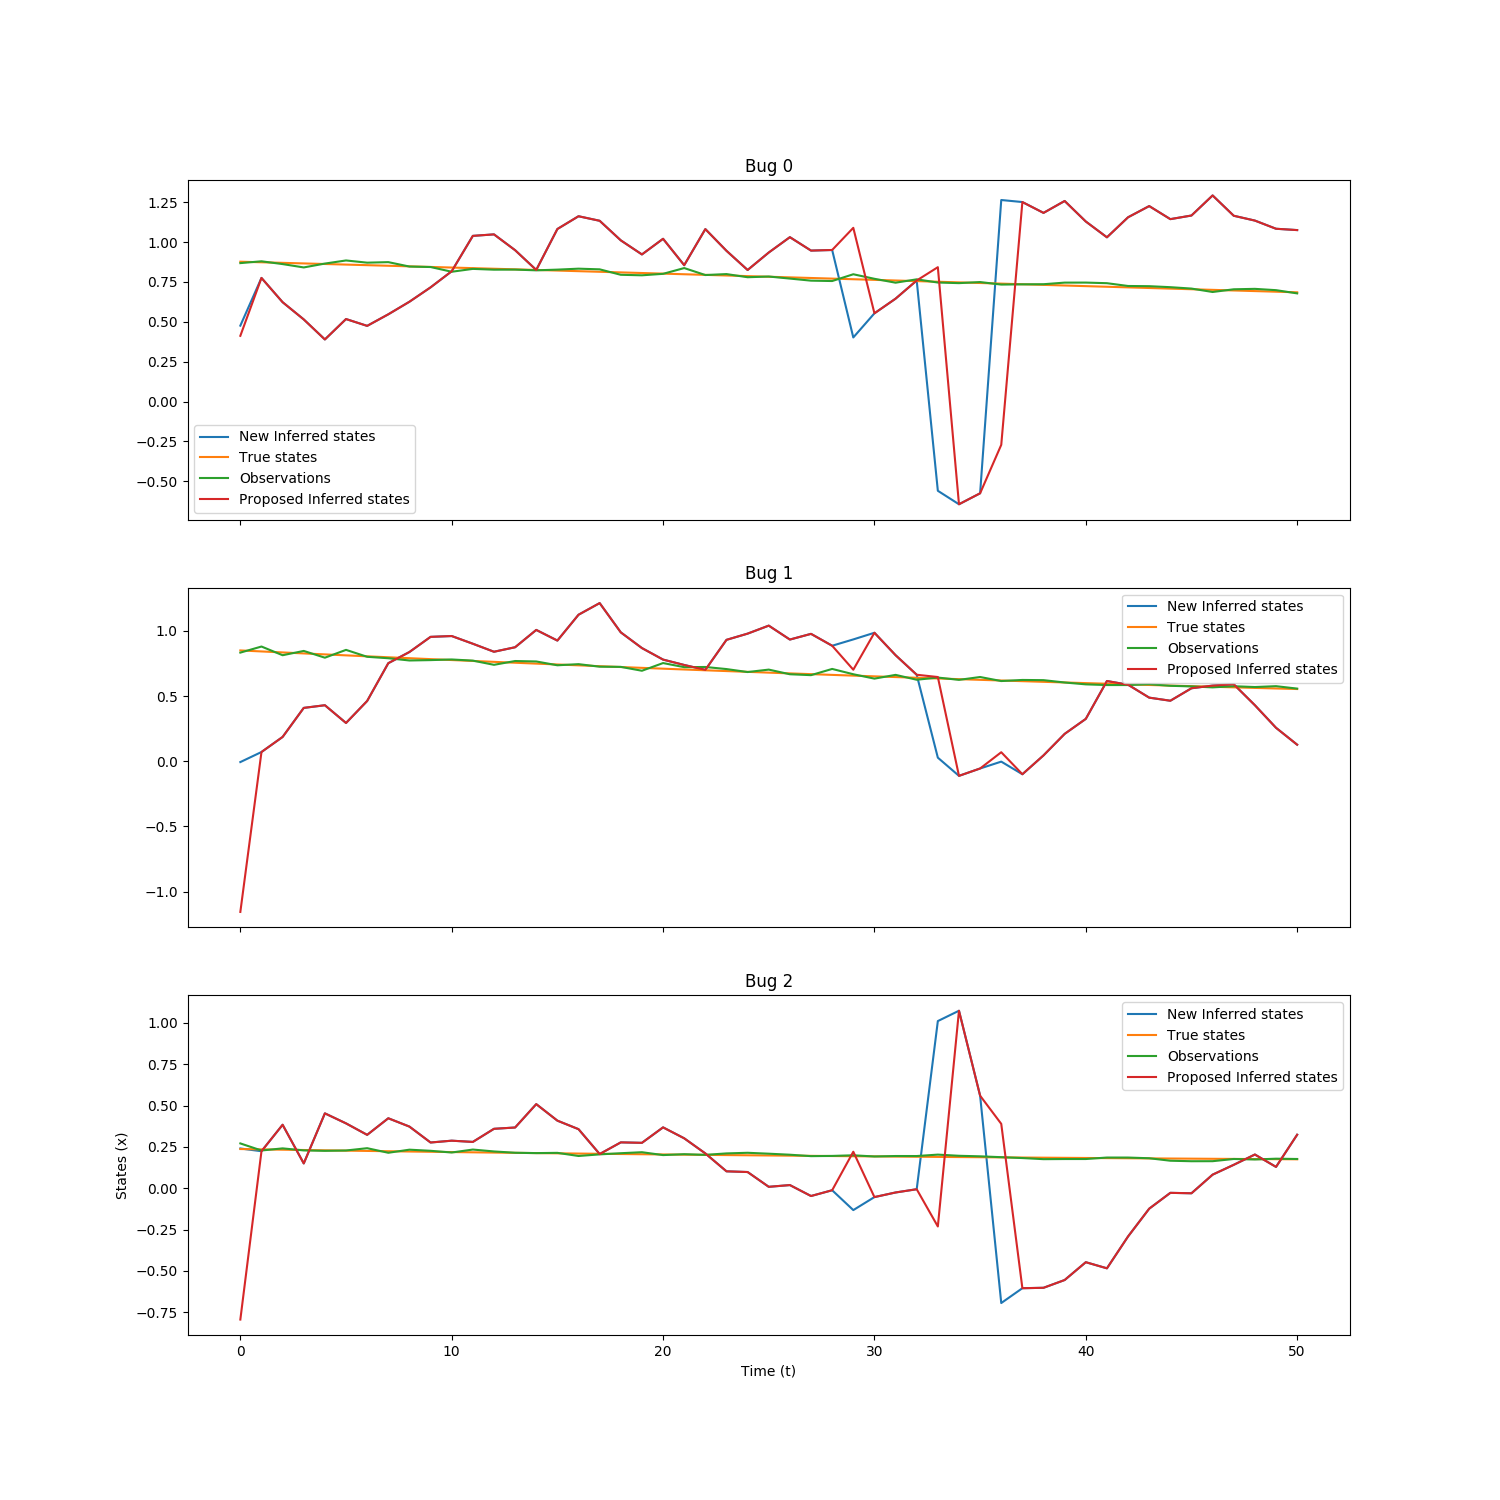 Bug 0
1.25
1.00
0.75
0.50
0.25
0.00
−0.25
−0.50
New Inferred states
True states
Observations
Proposed Inferred states
Bug 1
1.0
0.5
0.0
−0.5
−1.0
New Inferred states
True states
Observations
Proposed Inferred states
Bug 2
1.00
0.75
0.50
0.25
0.00
−0.25
−0.50
−0.75
States (x)
New Inferred states
True states
Observations
Proposed Inferred states
0 10 20 30 40 50
Time (t)